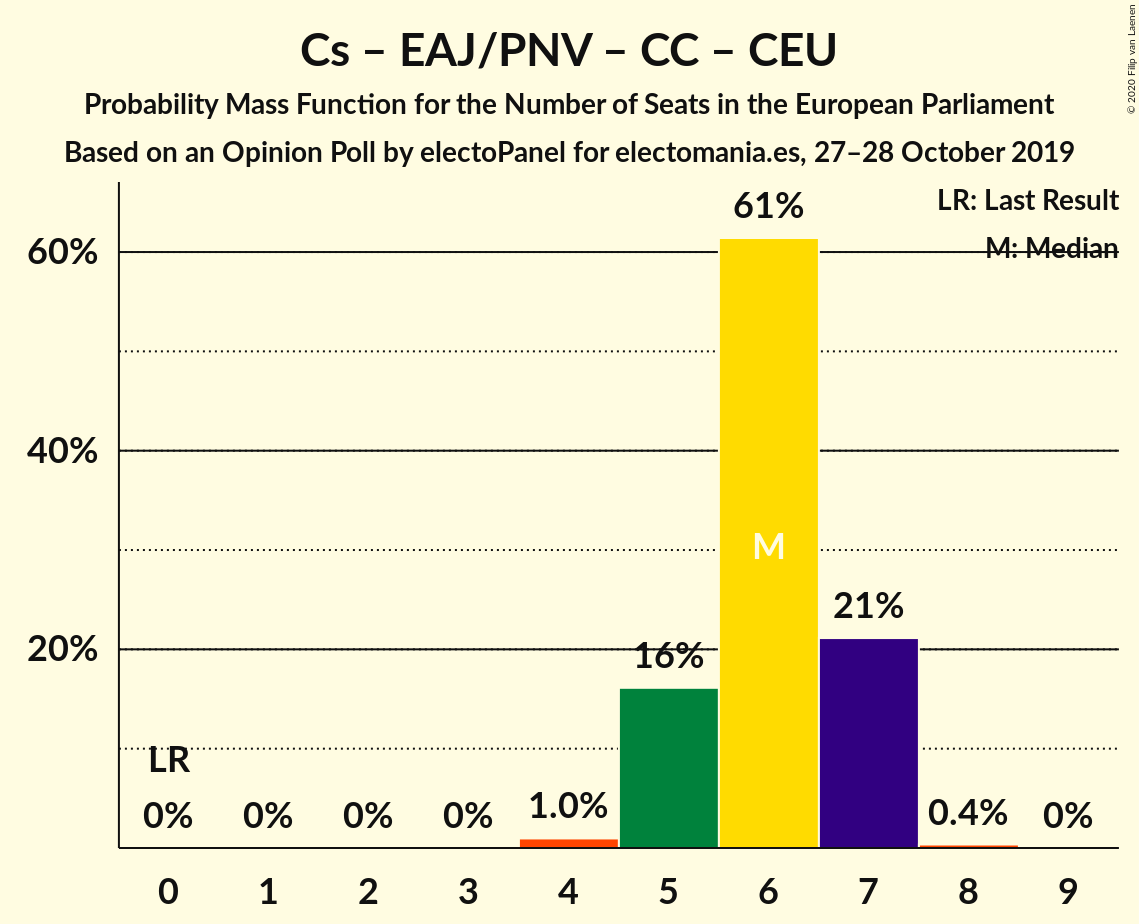 Cs – EAJ/PNV – CC – CEU
Probability Mass Function for the Number of Seats in the European Parliament
Based on an Opinion Poll by electoPanel for electomania.es, 27–28 October 2019
© 2020 Filip van Laenen
LR: Last Result
M: Median
60%
40%
20%
61%
M
21%
16%
LR
0% 0% 0% 0% 1.0% 0.4% 0%
0 1 2 3 4 5 6 7 8 9